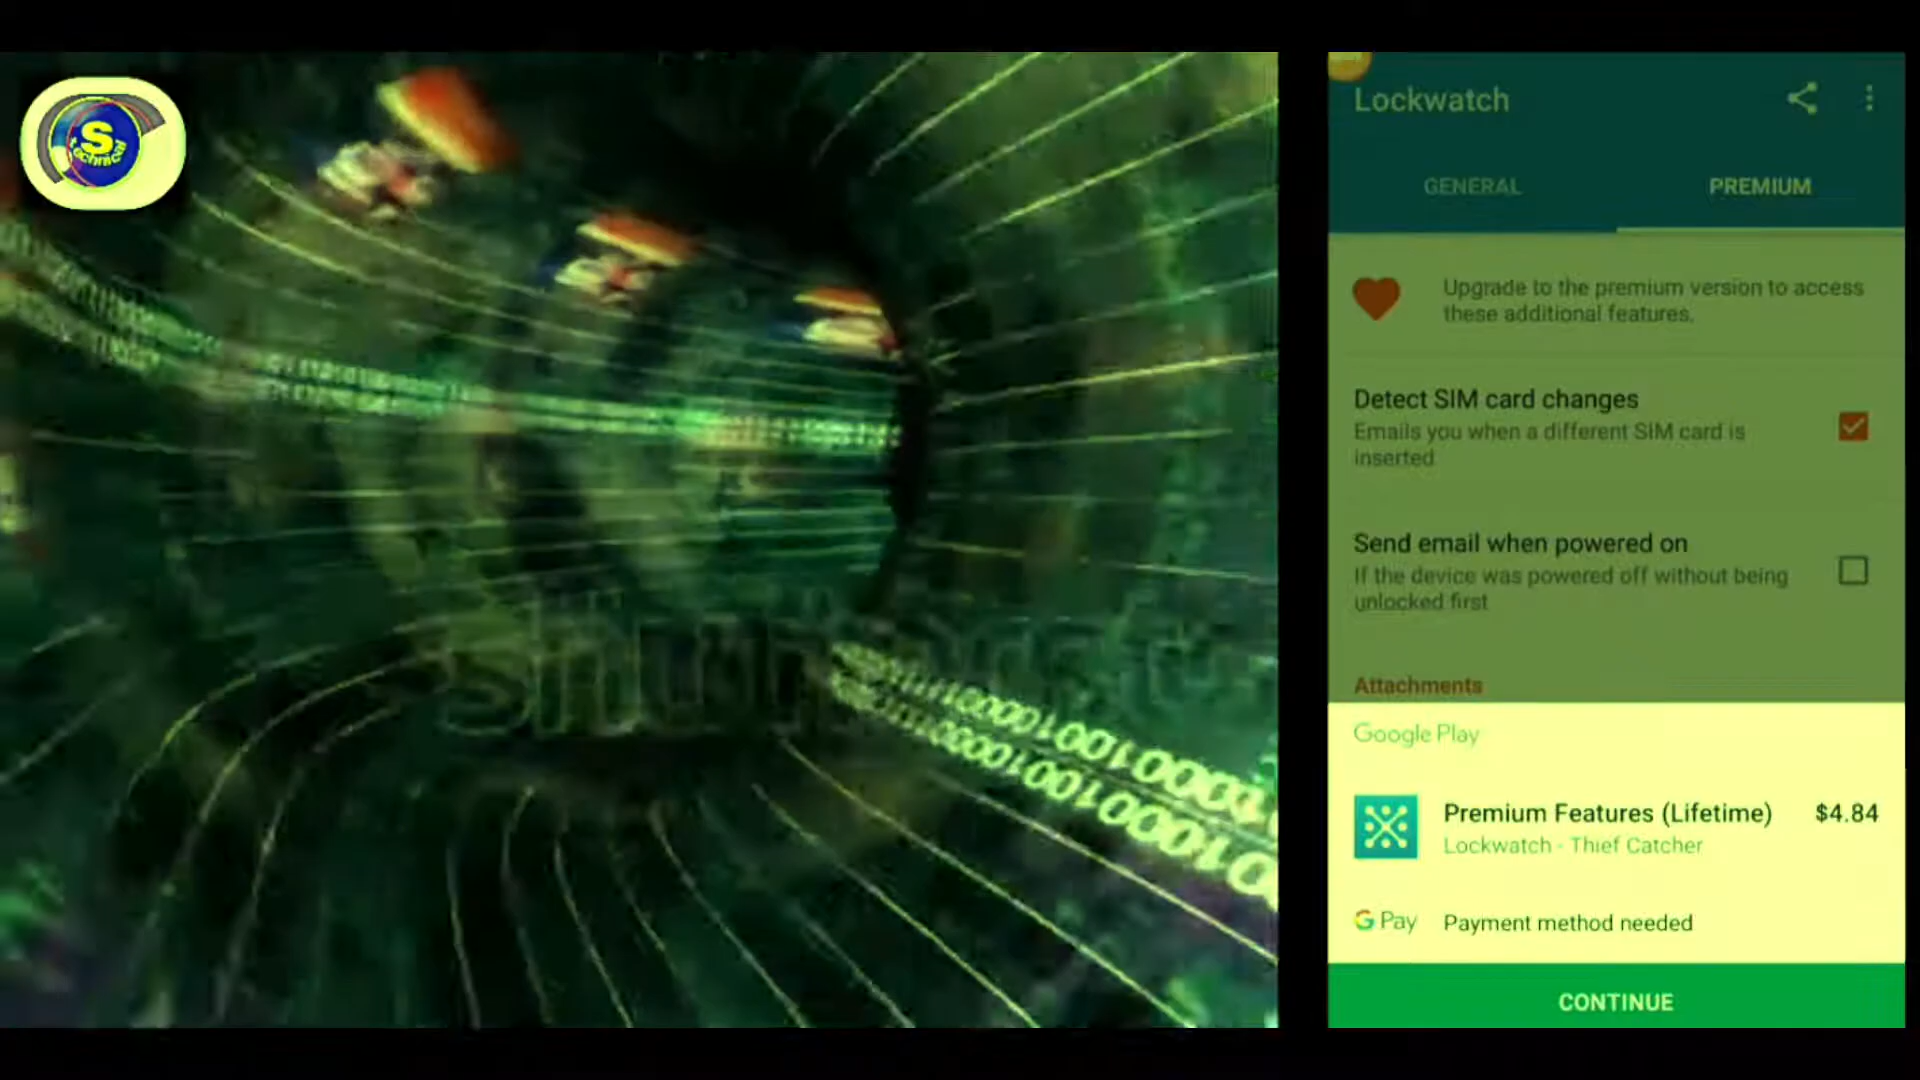 S
technical
Lockwatch
GENERAL
PREMIUM
Upgrade to the premium version to access
these additional features.
Detect SIM card changes
Emails you when a different SIM card is
inserted
Send email when powered on
If the device was powered off without being
unlocked first
Attachments
Google Play
Premium Features (Lifetime) $4.84
Lockwatch - Thief Catcher
G Pay Payment method needed
CONTINUE